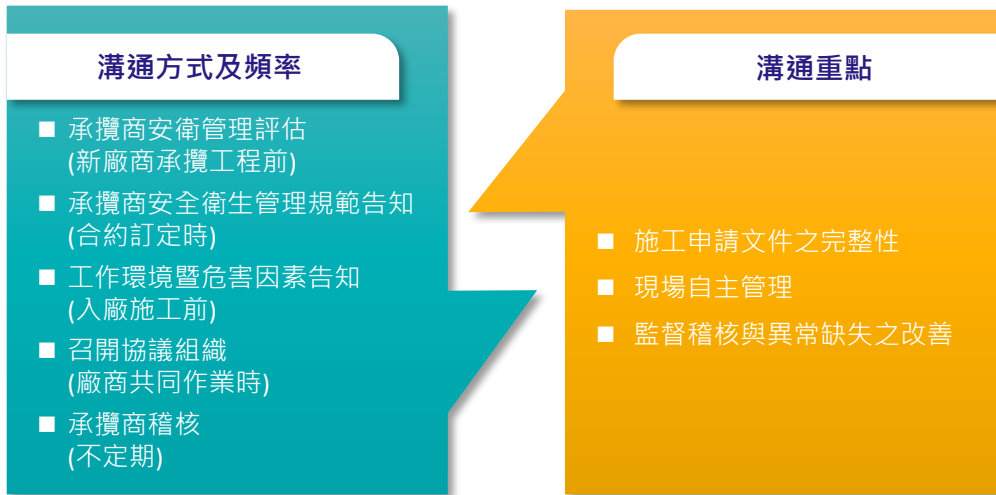 溝通方式及頻率
■ 承攬商安衛管理評估
(新廠商承攬工程前)
■ 承攬商安全衛生管理規範告知
(合約訂定時)
■ 工作環境暨危害因素告知
(入廠施工前)
■ 召開協議組織
(廠商共同作業時)
■ 承攬商稽核
(不定期)
溝通重點
■ 施工申請文件之完整性
■ 現場自主管理
■ 監督稽核與異常缺失之改善